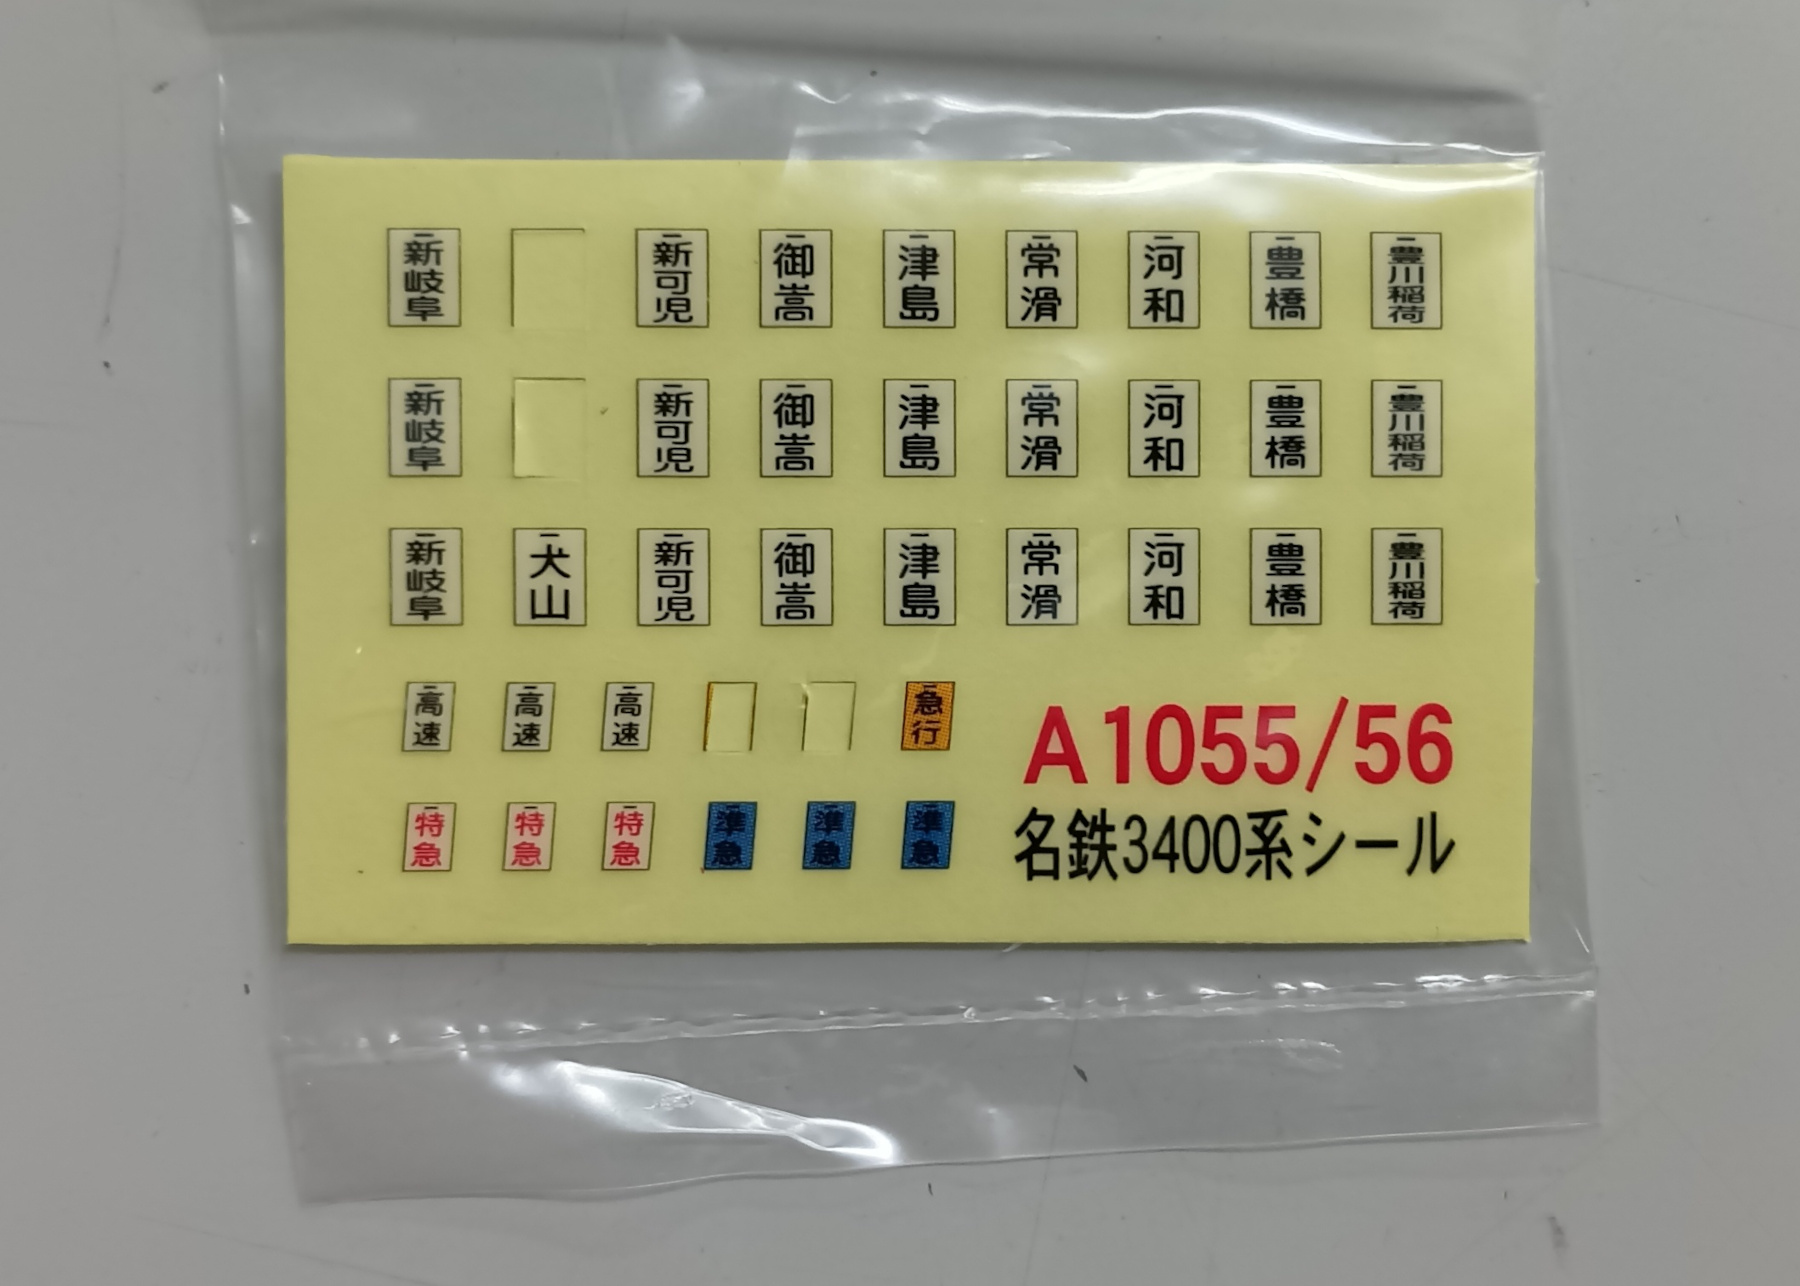 新岐阜 新可児 御嵩 津島 常滑 河和 豊橋 豊川稲荷
新岐阜 新可児 御嵩 津島 常滑 河和 豊橋 豊川稲荷
新岐阜 犬山 新可児 御嵩 津島 常滑 河和 豊橋 豊川稲荷
高速 高速 高速 急行
特急 特急 特急 準急 準急 準急
A1055/56
名鉄3400系シール